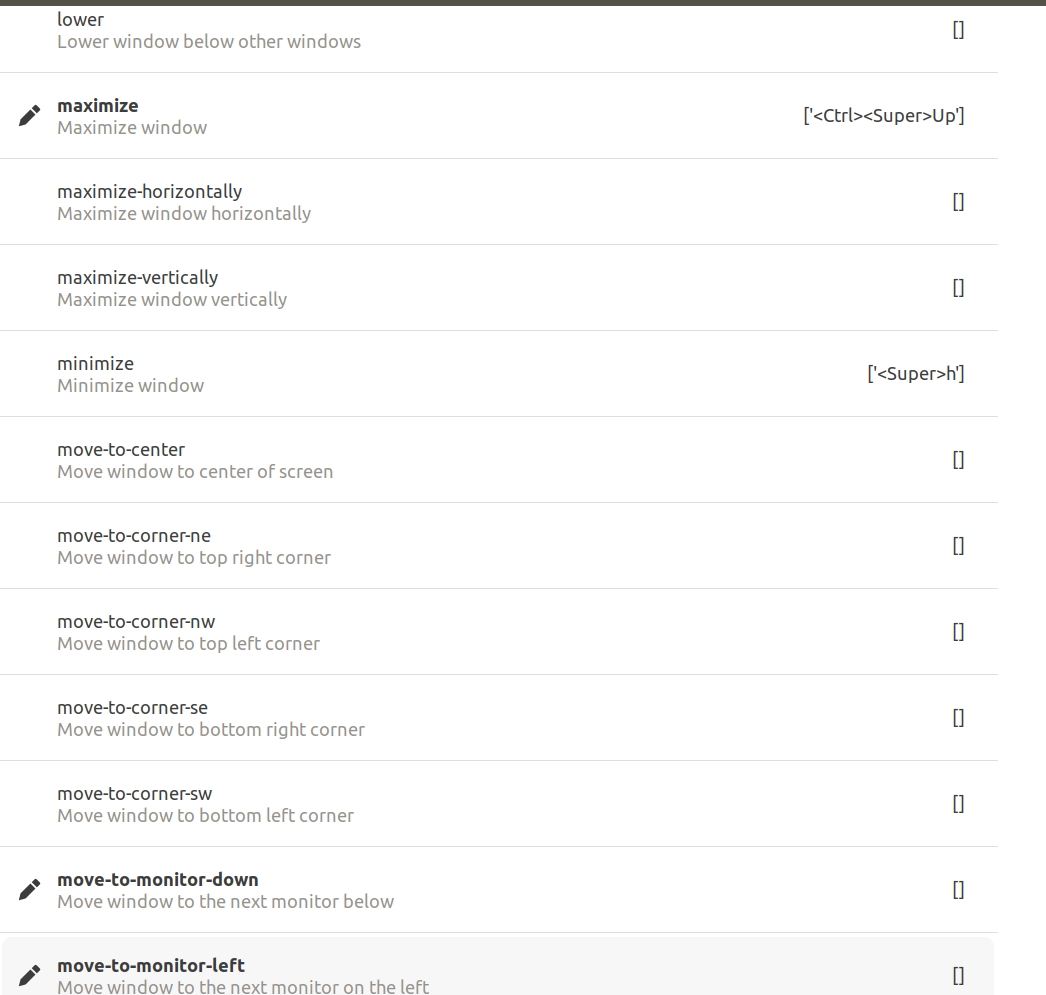 lower
Lower window below other windows
[]
maximize
Maximize window
['<Ctrl><Super>Up']
maximize-horizontally
Maximize window horizontally
[]
maximize-vertically
Maximize window vertically
[]
minimize
Minimize window
['<Super>h']
move-to-center
Move window to center of screen
[]
move-to-corner-ne
Move window to top right corner
[]
move-to-corner-nw
Move window to top left corner
[]
move-to-corner-se
Move window to bottom right corner
[]
move-to-corner-sw
Move window to bottom left corner
[]
move-to-monitor-down
Move window to the next monitor below
[]
move-to-monitor-left
Move window to the next monitor on the left
[]